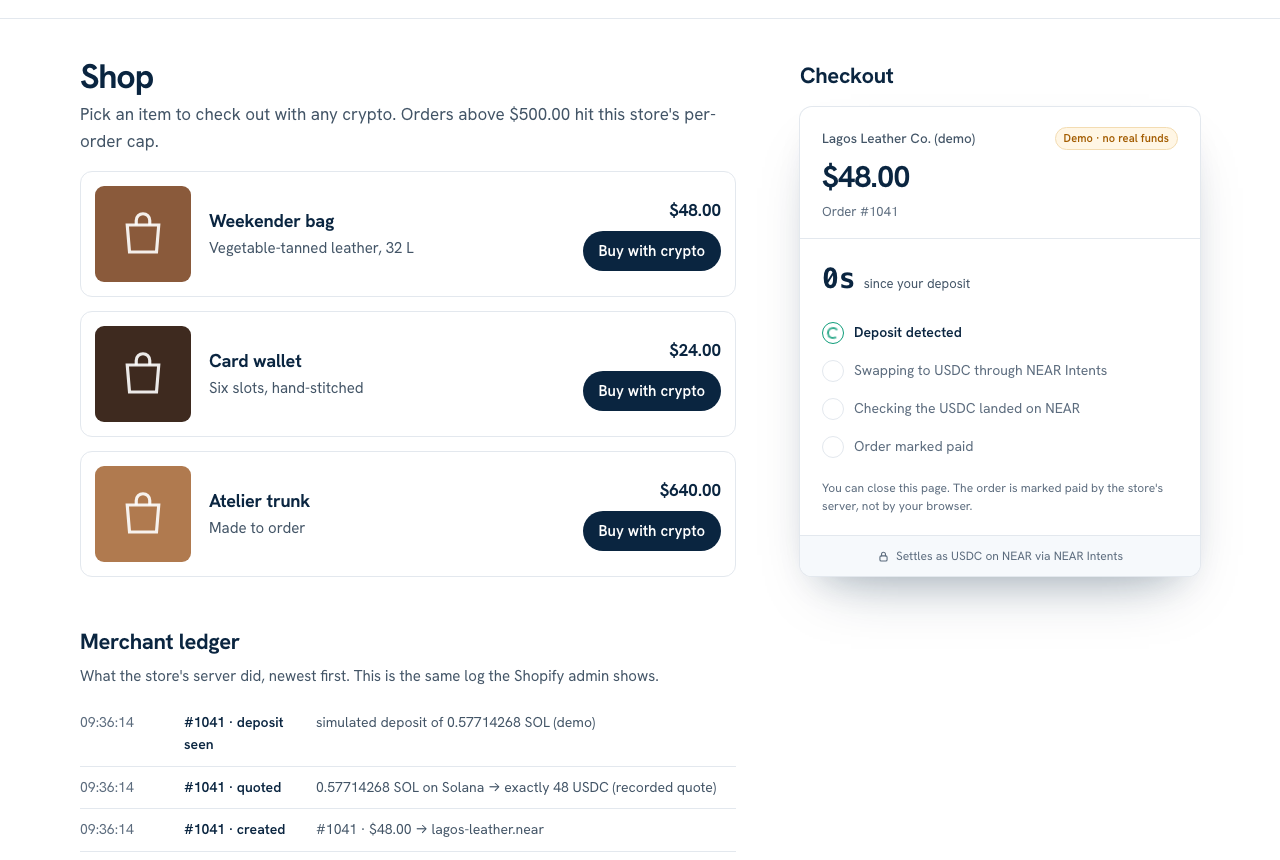 Shop
Pick an item to check out with any crypto. Orders above $500.00 hit this store's per-
order cap.
Weekender bag
Vegetable-tanned leather, 32 L
$48.00
Buy with crypto
Card wallet
Six slots, hand-stitched
$24.00
Buy with crypto
Atelier trunk
Made to order
$640.00
Buy with crypto
Merchant ledger
What the store's server did, newest first. This is the same log the Shopify admin shows.
09:36:14 #1041 · deposit seen simulated deposit of 0.57714268 SOL (demo)
09:36:14 #1041 · quoted 0.57714268 SOL on Solana → exactly 48 USDC (recorded quote)
09:36:14 #1041 · created #1041 · $48.00 → lagos-leather.near
Checkout
Lagos Leather Co. (demo)
Demo · no real funds
$48.00
Order #1041
0s since your deposit
Deposit detected
Swapping to USDC through NEAR Intents
Checking the USDC landed on NEAR
Order marked paid
You can close this page. The order is marked paid by the store's
server, not by your browser.
Settles as USDC on NEAR via NEAR Intents